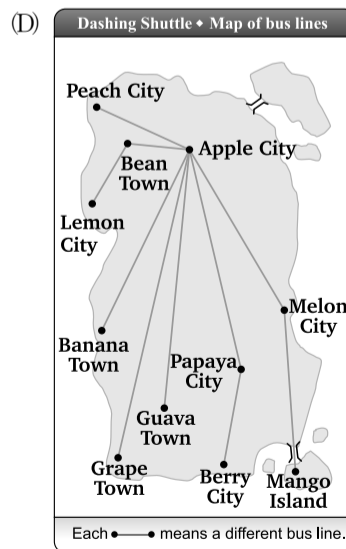 (D)
Dashing Shuttle ◆ Map of bus lines
Peach City
Apple City
Bean
Town
Lemon
City
Melon
City
Banana
Town
Papaya
City
Guava
Town
Grape
Town
Berry
City
Mango
Island
Each means a different bus line.